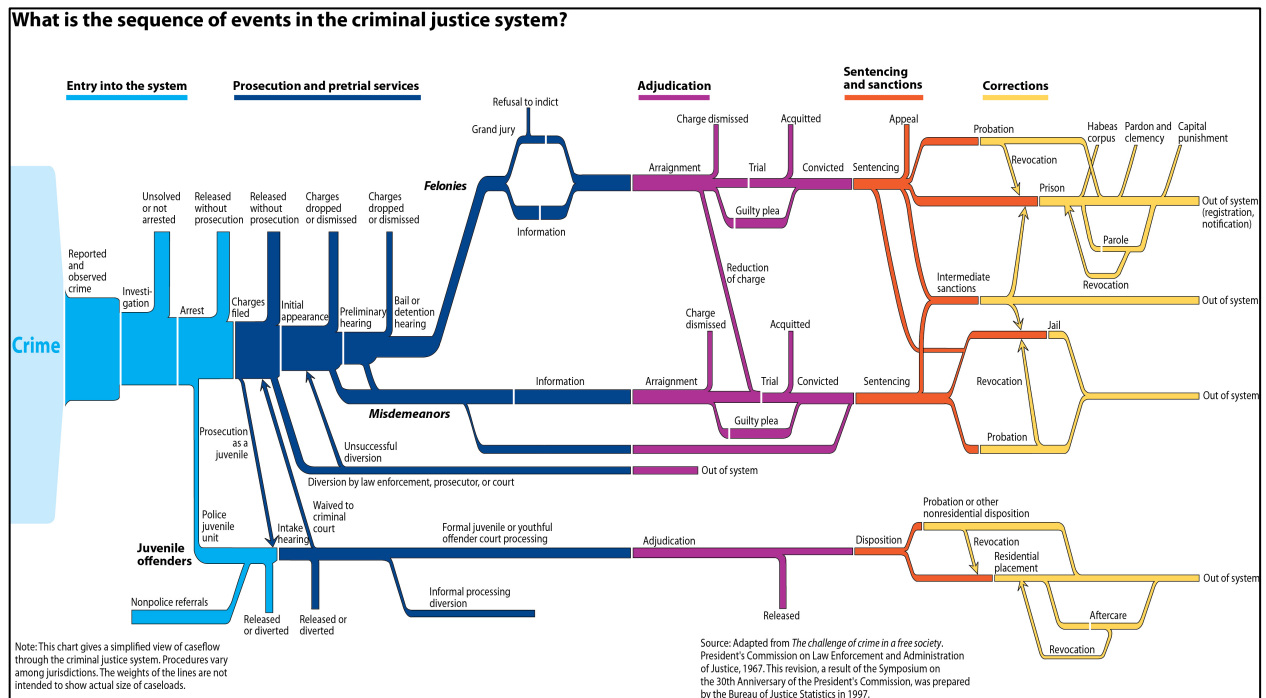 What is the sequence of events in the criminal justice system?
Entry into the system
Prosecution and pretrial services
Adjudication
Sentencing
and sanctions
Corrections
Refusal to indict
Grand jury
Felonies
Information
Charge dismissed
Acquitted
Arraignment
Trial
Convicted
Guilty plea
Reduction
of charge
Appeal
Sentencing
Probation
Revocation
Prison
Habeas
corpus
Pardon and
clemency
Capital
punishment
Out of system
(registration,
notification)
Parole
Revocation
Intermediate
sanctions
Out of system
Crime
Reported
and
observed
crime
Investi-
gation
Unsolved
or not
arrested
Arrest
Released
without
prosecution
Charges
filed
Released
without
prosecution
Initial
appearance
Charges
dropped
or dismissed
Preliminary
hearing
Charges
dropped
or dismissed
Bail or
detention
hearing
Misdemeanors
Information
Charge
dismissed
Acquitted
Arraignment
Trial
Convicted
Guilty plea
Sentencing
Jail
Revocation
Probation
Out of system
Unsuccessful
diversion
Diversion by law enforcement, prosecutor, or court
Out of system
Prosecution
as a
juvenile
Waived to
criminal
court
Police
juvenile
unit
Juvenile
offenders
Intake
hearing
Nonpolice referrals
Released
or diverted
Released or
diverted
Formal juvenile or youthful
offender court processing
Informal processing
diversion
Adjudication
Released
Disposition
Probation or other
nonresidential disposition
Revocation
Residential
placement
Out of system
Aftercare
Revocation
Note: This chart gives a simplified view of caseflow
through the criminal justice system. Procedures vary
among jurisdictions. The weights of the lines are not
intended to show actual size of caseloads.
Source: Adapted from The challenge of crime in a free society.
President's Commission on Law Enforcement and Administration
of Justice, 1967. This revision, a result of the Symposium on
the 30th Anniversary of the President's Commission, was prepared
by the Bureau of Justice Statistics in 1997.